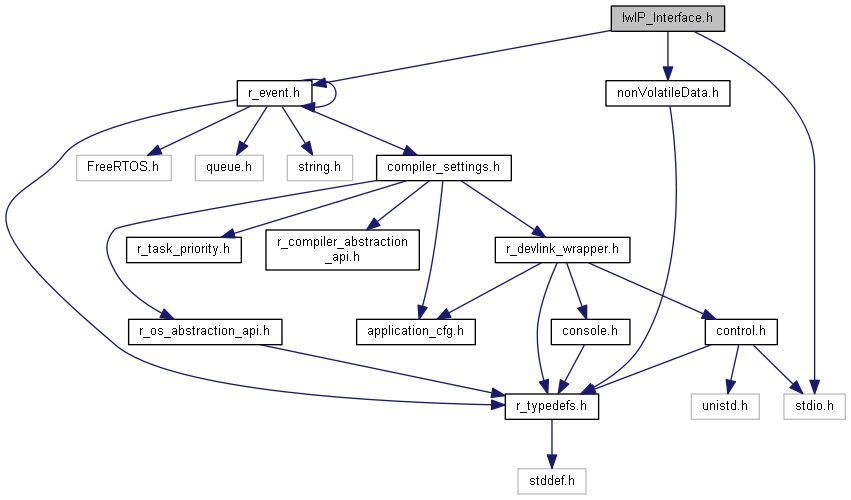 lwIP_Interface.h
r_event.h
nonVolatileData.h
FreeRTOS.h
queue.h
string.h
compiler_settings.h
r_task_priority.h
r_compiler_abstraction
_api.h
r_devlink_wrapper.h
r_os_abstraction_api.h
application_cfg.h
console.h
control.h
r_typedefs.h
unistd.h
stdio.h
stddef.h